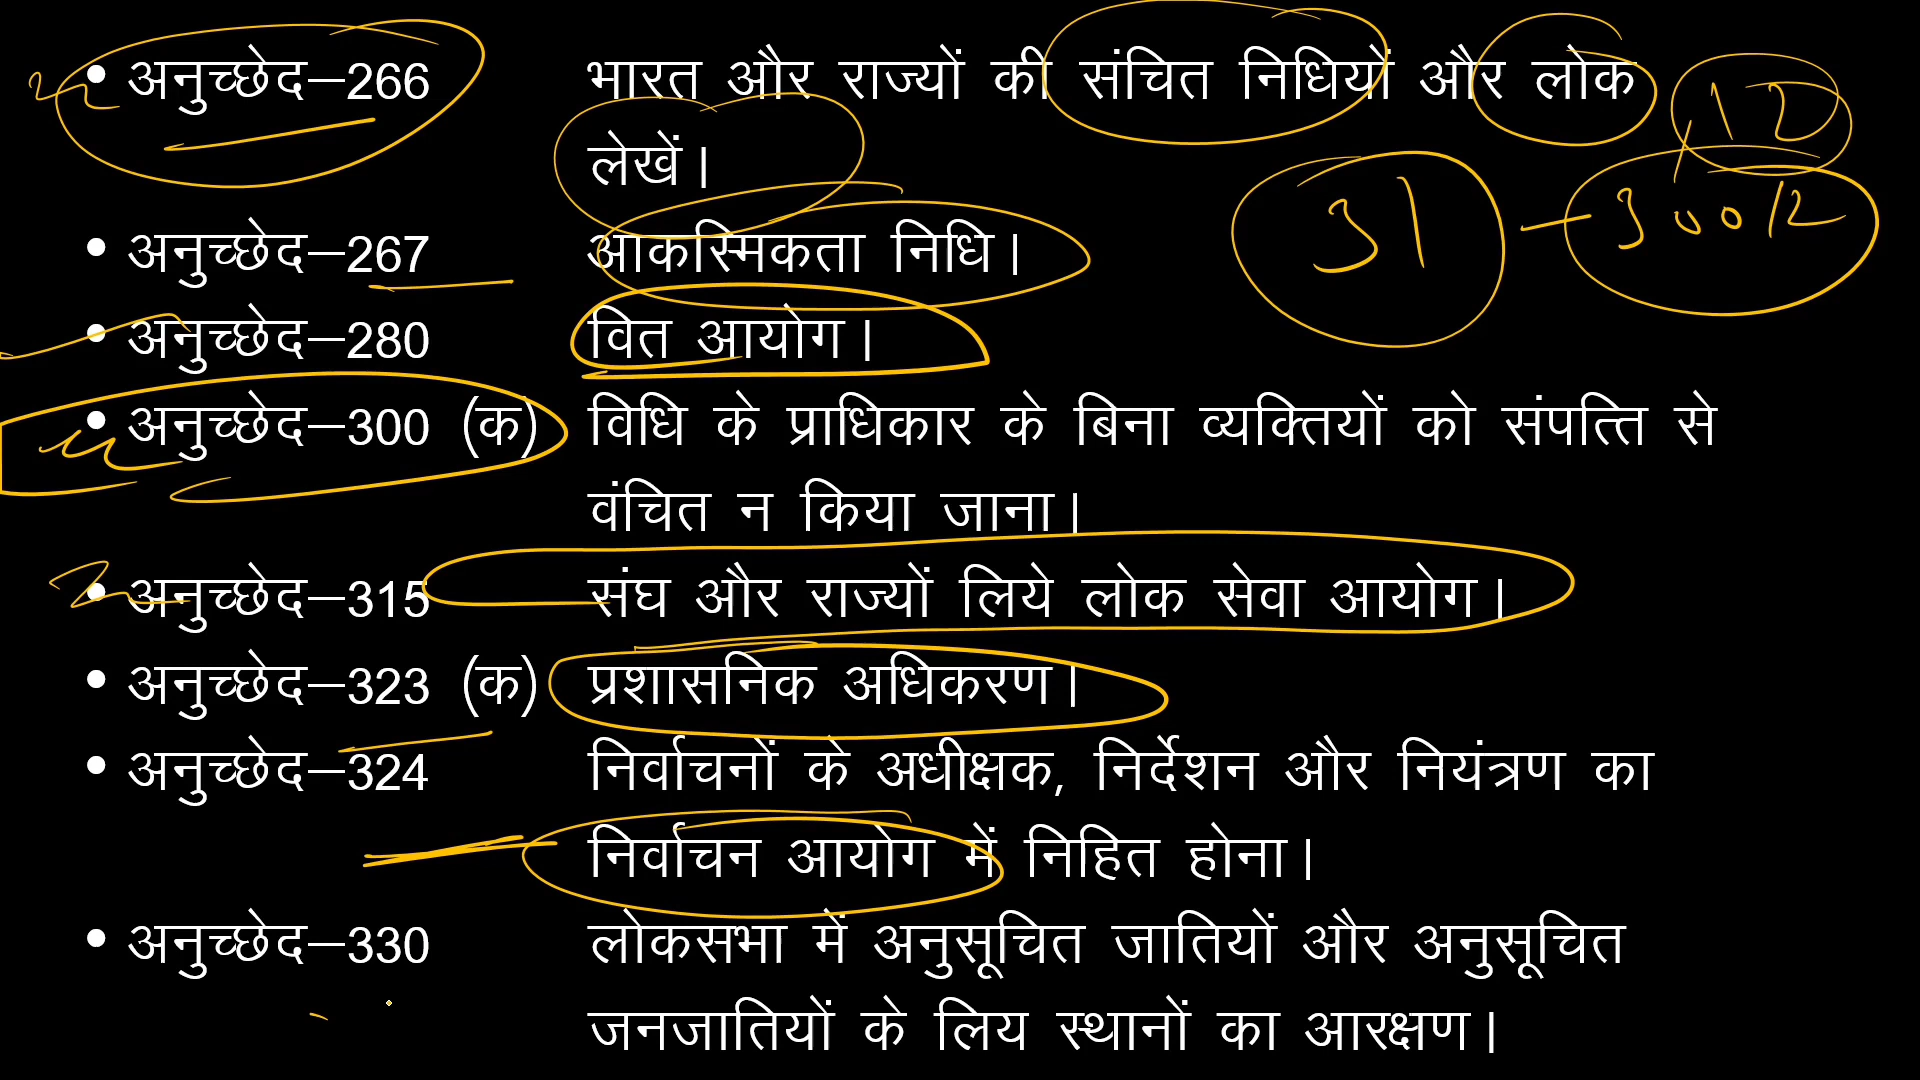 • अनुच्छेद–266 भारत और राज्यों की संचित निधियों और लोक
लेखें।
• अनुच्छेद–267 आकस्मिकता निधि।
• अनुच्छेद–280 वित आयोग।
• अनुच्छेद–300 (क) विधि के प्राधिकार के बिना व्यक्तियों को संपत्ति से
वंचित न किया जाना।
• अनुच्छेद–315 संघ और राज्यों लिये लोक सेवा आयोग।
• अनुच्छेद–323 (क) प्रशासनिक अधिकरण।
• अनुच्छेद–324 निर्वाचनों के अधीक्षक, निर्देशन और नियंत्रण का
निर्वाचन आयोग में निहित होना।
• अनुच्छेद–330 लोकसभा में अनुसूचित जातियों और अनुसूचित
जनजातियों के लिय स्थानों का आरक्षण।
31 –